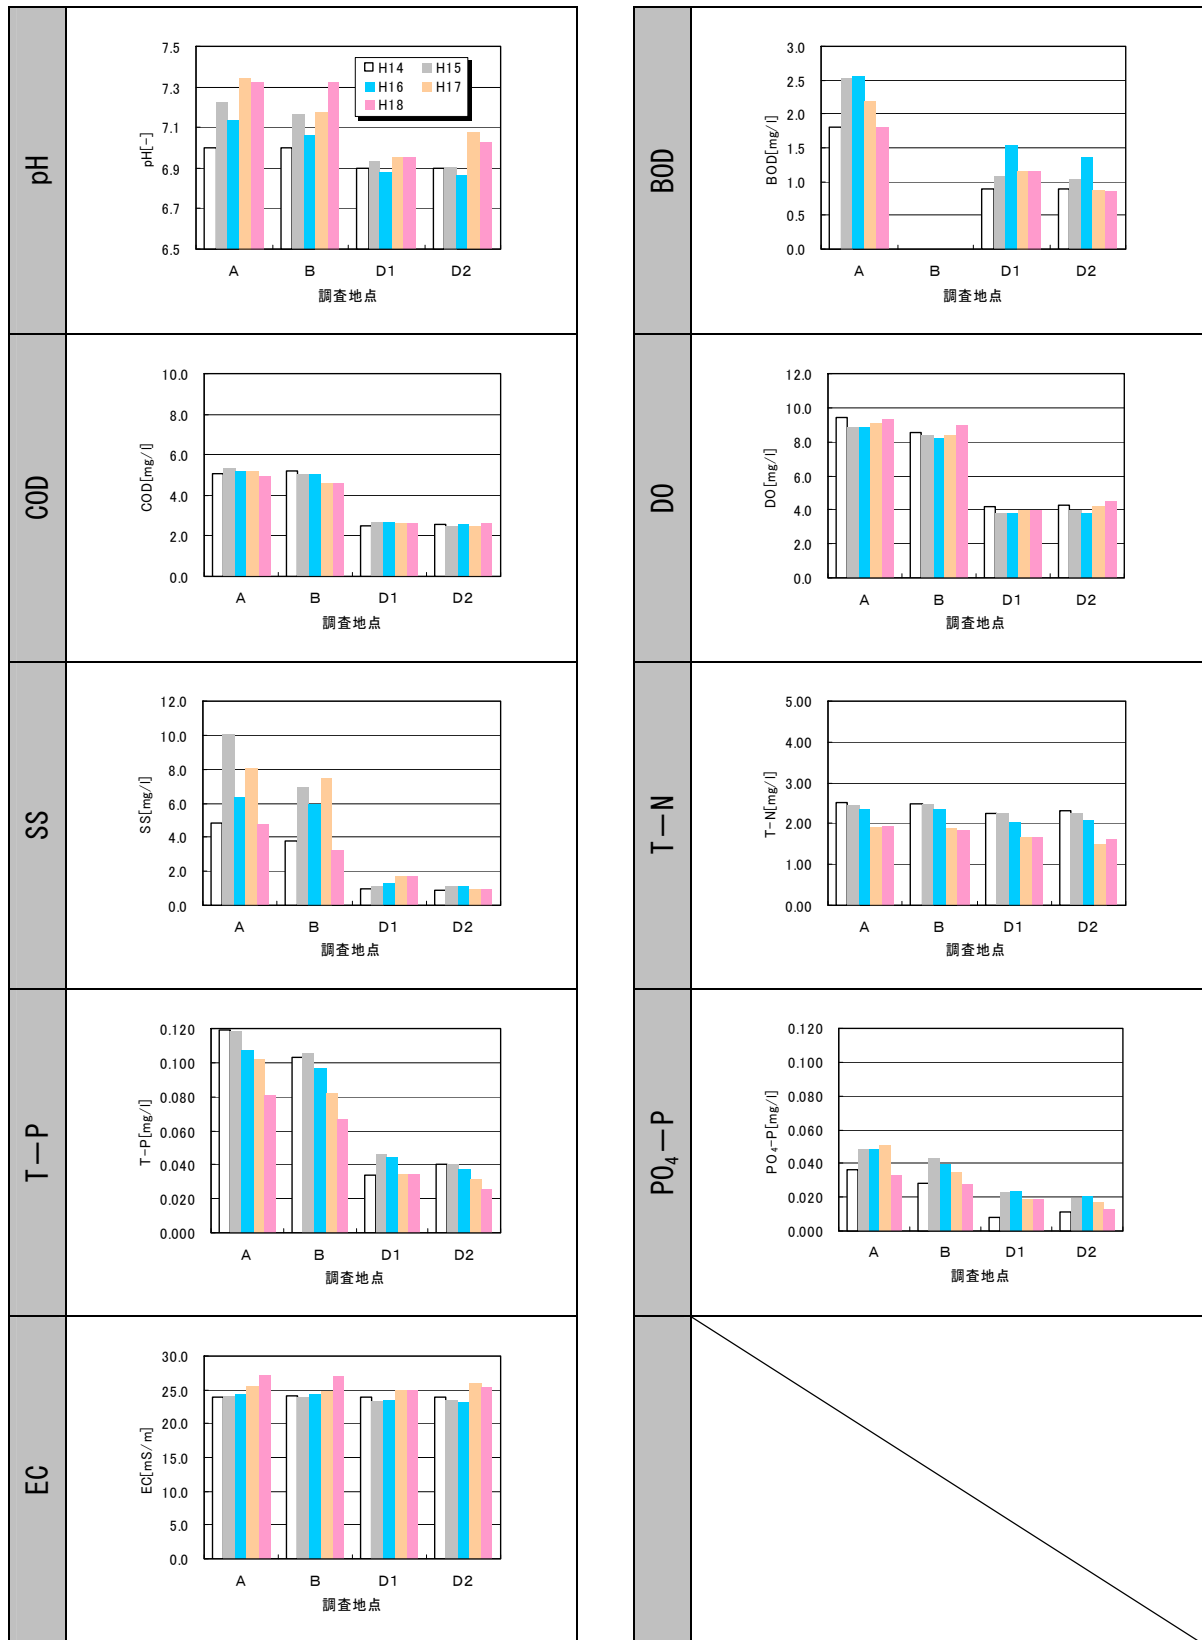 pH
7.5
7.3
7.1
6.9
6.7
6.5
pH[-]
H14 H15
H16 H17
H18
A B D1 D2
調査地点
BOD
3.0
2.5
2.0
1.5
1.0
0.5
0.0
BOD[mg/l]
A B D1 D2
調査地点
COD
10.0
8.0
6.0
4.0
2.0
0.0
COD[mg/l]
A B D1 D2
調査地点
DO
12.0
10.0
8.0
6.0
4.0
2.0
0.0
DO[mg/l]
A B D1 D2
調査地点
SS
12.0
10.0
8.0
6.0
4.0
2.0
0.0
SS[mg/l]
A B D1 D2
調査地点
T－N
5.00
4.00
3.00
2.00
1.00
0.00
T-N[mg/l]
A B D1 D2
調査地点
T－P
0.120
0.100
0.080
0.060
0.040
0.020
0.000
T-P[mg/l]
A B D1 D2
調査地点
PO₄－P
0.120
0.100
0.080
0.060
0.040
0.020
0.000
PO₄-P[mg/l]
A B D1 D2
調査地点
EC
30.0
25.0
20.0
15.0
10.0
5.0
0.0
EC[mS/m]
A B D1 D2
調査地点